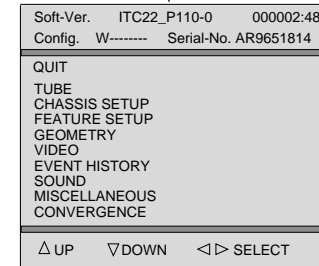 Soft-Ver. ITC22_P110-0 000002:48
Config. W-------- Serial-No. AR9651814
QUIT
TUBE
CHASSIS SETUP
FEATURE SETUP
GEOMETRY
VIDEO
EVENT HISTORY
SOUND
MISCELLANEOUS
CONVERGENCE
△ UP ▽ DOWN ◁ ▷ SELECT